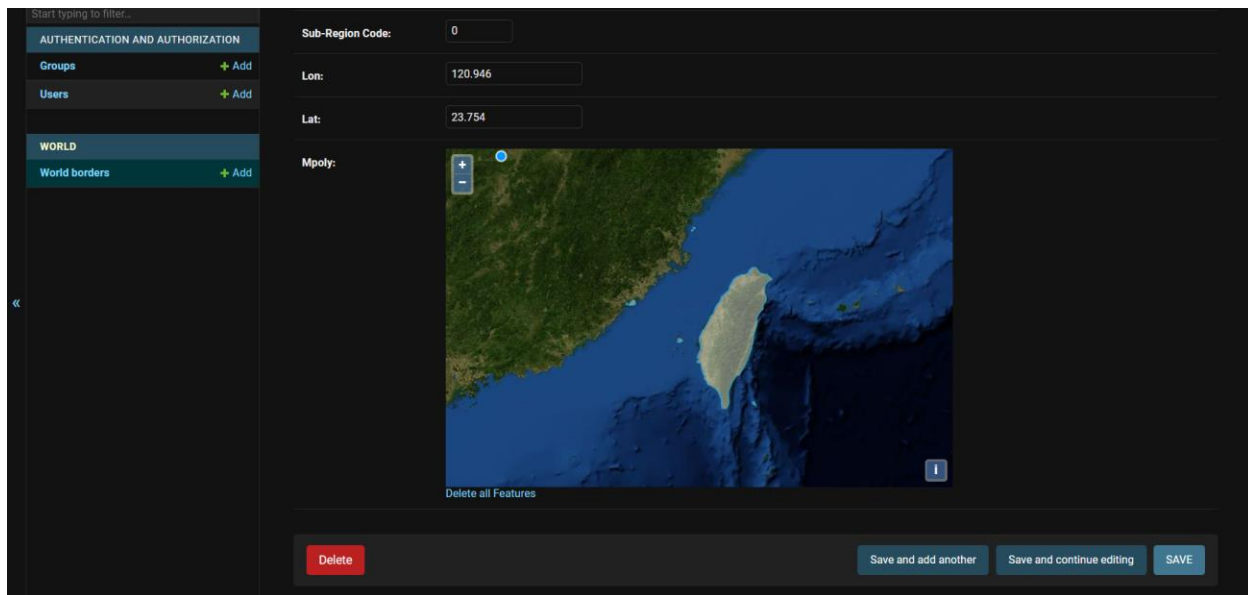 Start typing to filter…
AUTHENTICATION AND AUTHORIZATION
Groups + Add
Users + Add
WORLD
World borders + Add
«
Sub-Region Code: 0
Lon: 120.946
Lat: 23.754
Mpoly:
+
−
i
Delete all Features
Delete
Save and add another
Save and continue editing
SAVE